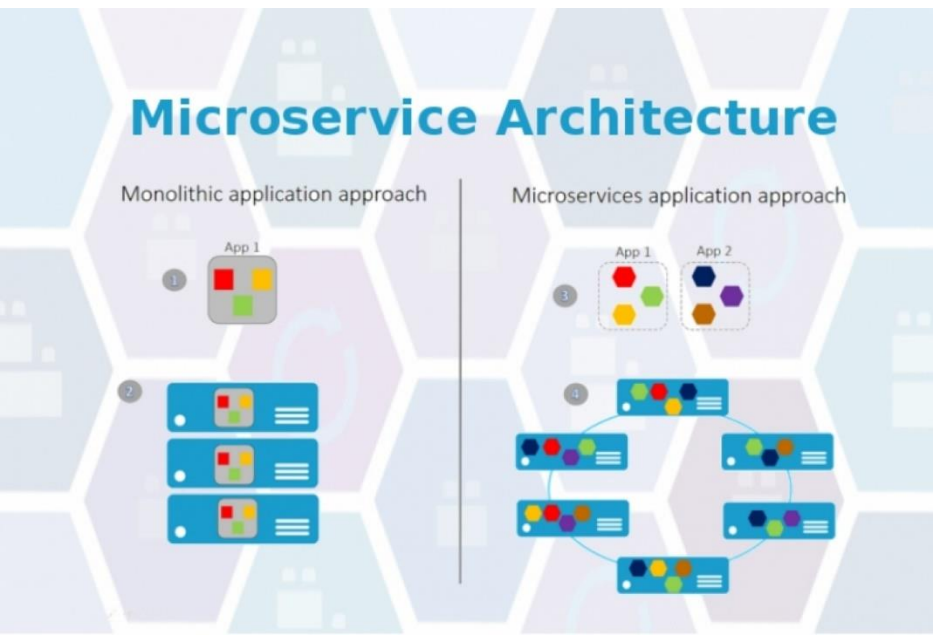 Microservice Architecture
Monolithic application approach
Microservices application approach
App 1
1
2
App 1
App 2
3
4